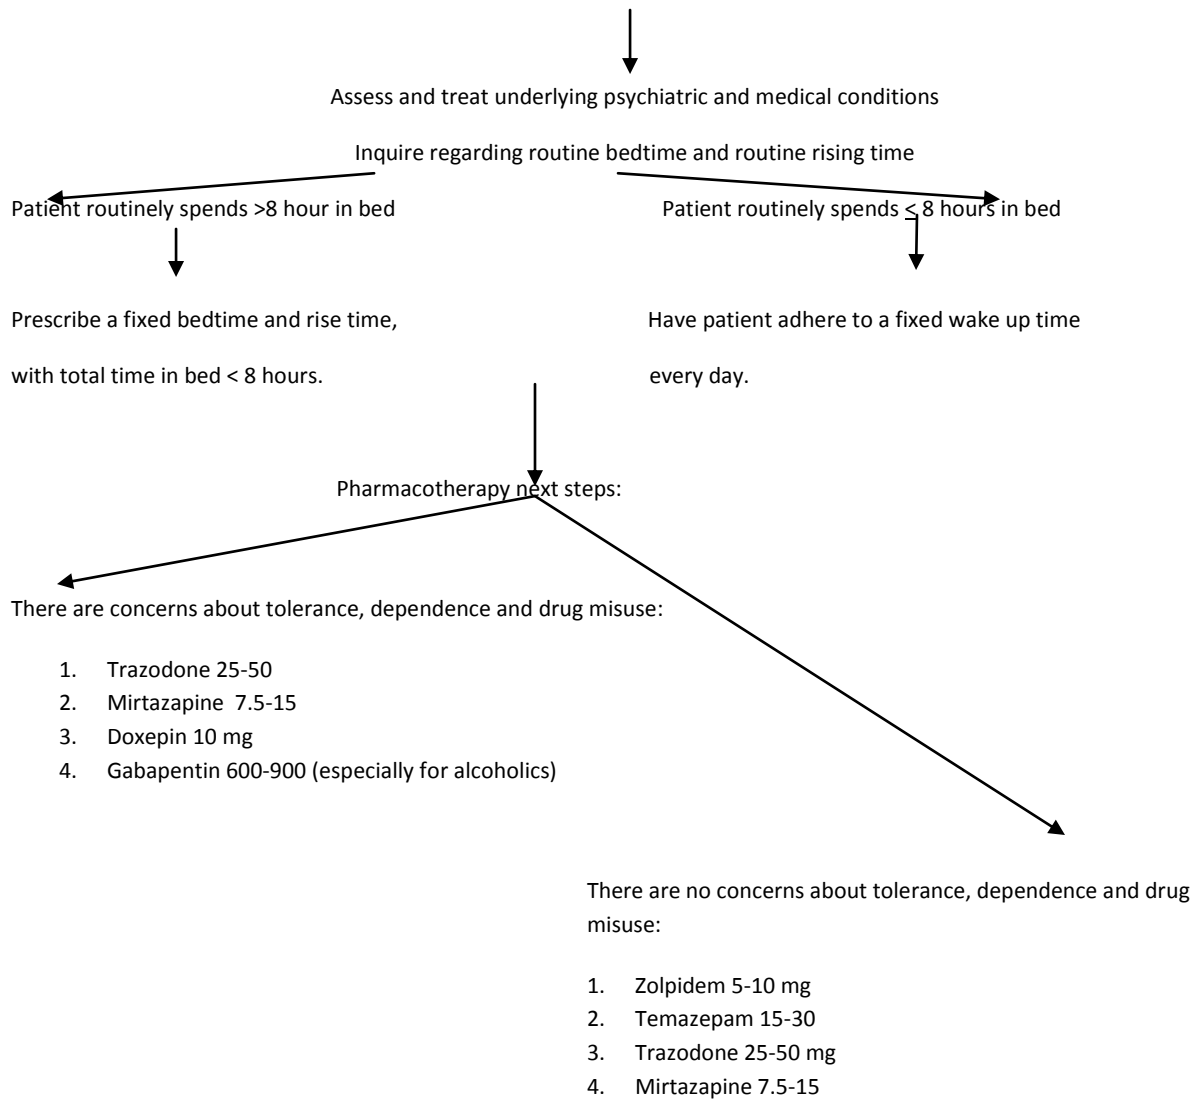 Assess and treat underlying psychiatric and medical conditions
Inquire regarding routine bedtime and routine rising time
Patient routinely spends >8 hour in bed
Patient routinely spends ≤ 8 hours in bed
Prescribe a fixed bedtime and rise time,
with total time in bed < 8 hours.
Have patient adhere to a fixed wake up time
every day.
Pharmacotherapy next steps:
There are concerns about tolerance, dependence and drug misuse:
1. Trazodone 25-50
2. Mirtazapine 7.5-15
3. Doxepin 10 mg
4. Gabapentin 600-900 (especially for alcoholics)
There are no concerns about tolerance, dependence and drug
misuse:
1. Zolpidem 5-10 mg
2. Temazepam 15-30
3. Trazodone 25-50 mg
4. Mirtazapine 7.5-15